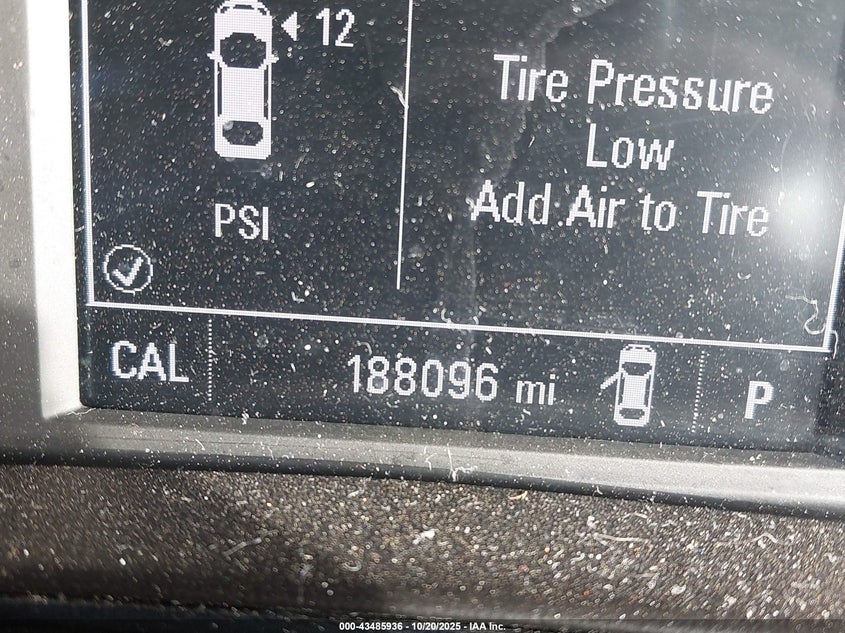 12
PSI
Tire Pressure
Low
Add Air to Tire
CAL 188096 mi P
000-43485936 - 10/20/2025 - IAA Inc.